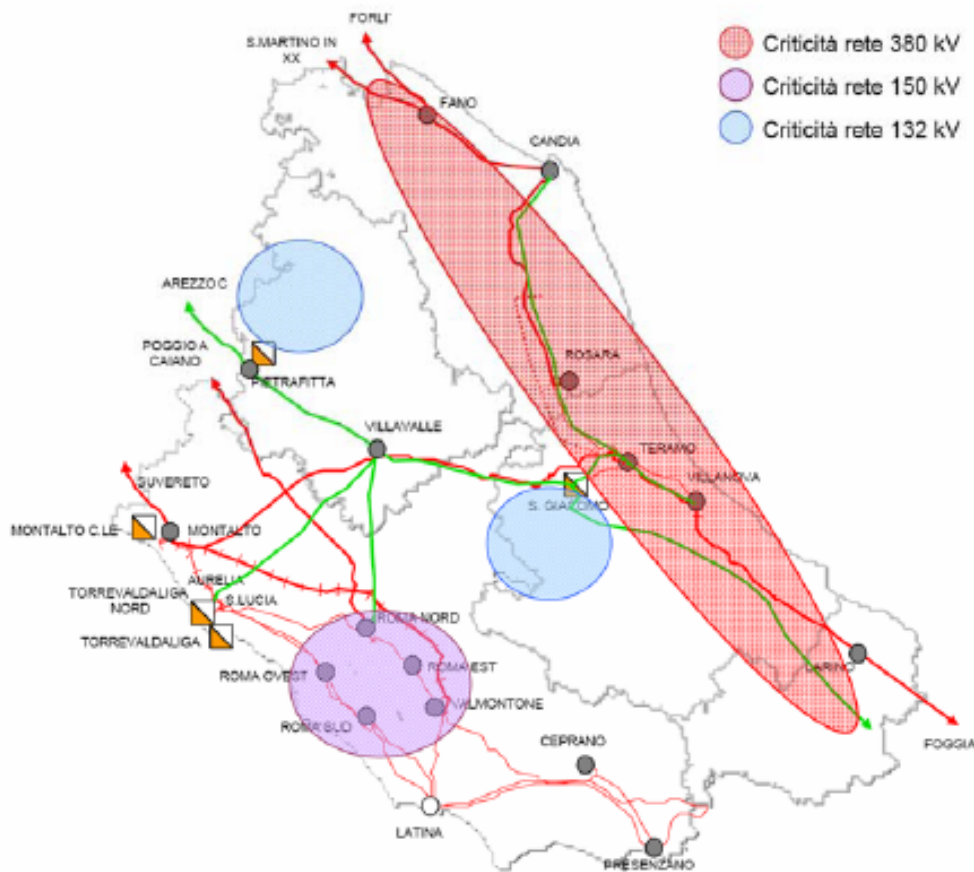 FORLI'
S.MARTINO IN
XX
FANO
CANDIA
Criticità rete 380 kV
Criticità rete 150 kV
Criticità rete 132 kV
AREZZO C
POGGIO A
CAIANO
PIETRAFITTA
ROSARA
VILLAVALLE
TERAMO
VILLANOVA
S. GIACOMO
SUVERETO
MONTALTO C.LE
MONTALTO
AURELIA
TORREVALDALIGA
NORD
S.LUCIA
TORREVALDALIGA
ROMA NORD
ROMA OVEST
ROMA EST
VALMONTONE
ROMA SUD
LARINO
FOGGIA
CEPRANO
LATINA
PRESENZANO